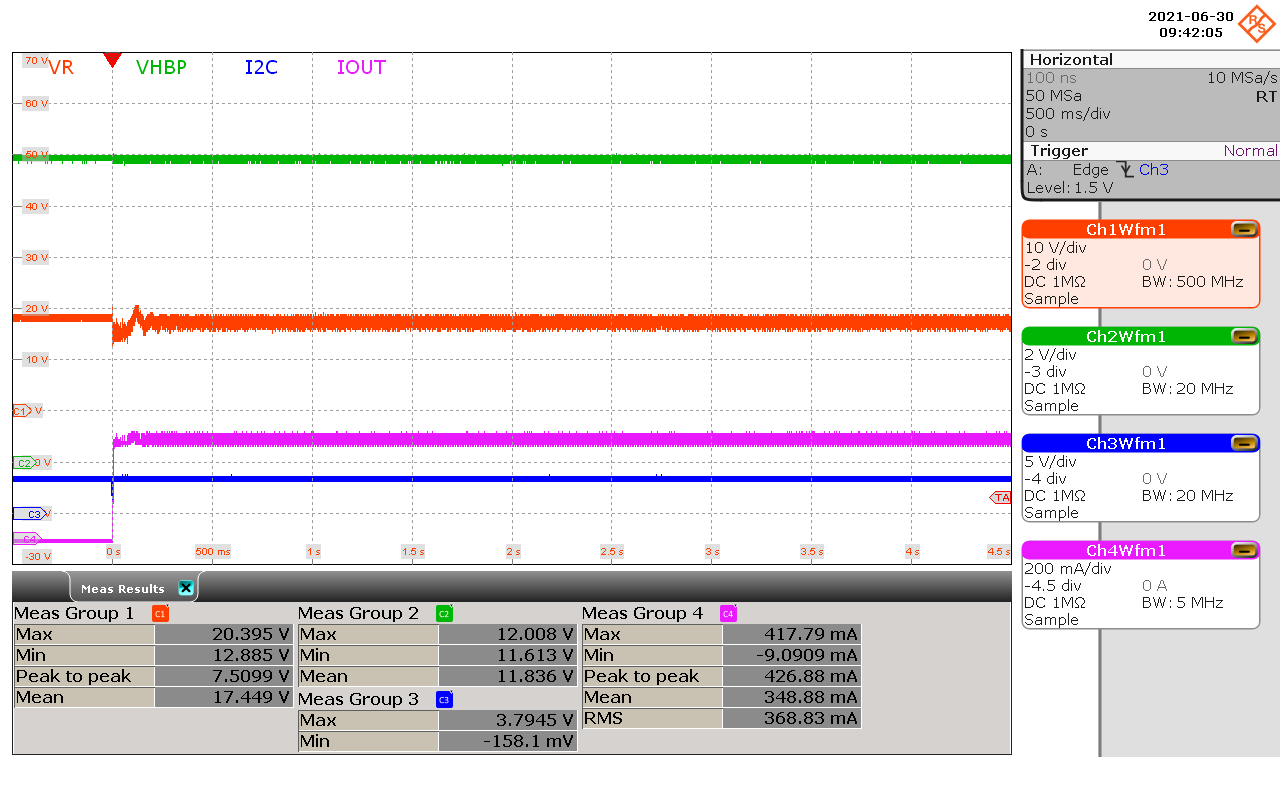 2021-06-30
09:42:05
R&S
VR VHBP I2C IOUT
70 V
60 V
50 V
40 V
30 V
20 V
10 V
C1 V
C2 0 V
C3 V
C4
-30 V
TA
0 s 500 ms 1 s 1.5 s 2 s 2.5 s 3 s 3.5 s 4 s 4.5 s
Horizontal
100 ns 10 MSa/s
50 MSa RT
500 ms/div
0 s
Trigger Normal
A: Edge Ch3
Level: 1.5 V
Ch1Wfm1
10 V/div
-2 div 0 V
DC 1MΩ BW: 500 MHz
Sample
Ch2Wfm1
2 V/div
-3 div 0 V
DC 1MΩ BW: 20 MHz
Sample
Ch3Wfm1
5 V/div
-4 div 0 V
DC 1MΩ BW: 20 MHz
Sample
Ch4Wfm1
200 mA/div
-4.5 div 0 A
DC 1MΩ BW: 5 MHz
Sample
Meas Results
Meas Group 1 C1
Max 20.395 V
Min 12.885 V
Peak to peak 7.5099 V
Mean 17.449 V
Meas Group 2 C2
Max 12.008 V
Min 11.613 V
Mean 11.836 V
Meas Group 3 C3
Max 3.7945 V
Min -158.1 mV
Meas Group 4 C4
Max 417.79 mA
Min -9.0909 mA
Peak to peak 426.88 mA
Mean 348.88 mA
RMS 368.83 mA